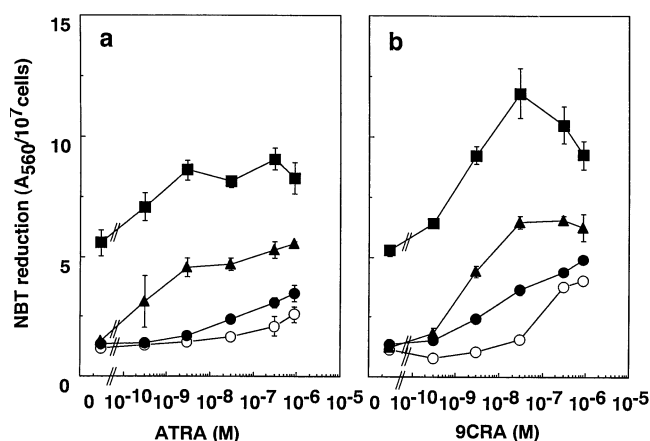 15
10
5
0
NBT reduction (A560/10⁷cells)
a
b
0 10⁻¹⁰ 10⁻⁹ 10⁻⁸ 10⁻⁷ 10⁻⁶ 10⁻⁵
0 10⁻¹⁰ 10⁻⁹ 10⁻⁸ 10⁻⁷ 10⁻⁶ 10⁻⁵
ATRA (M)
9CRA (M)